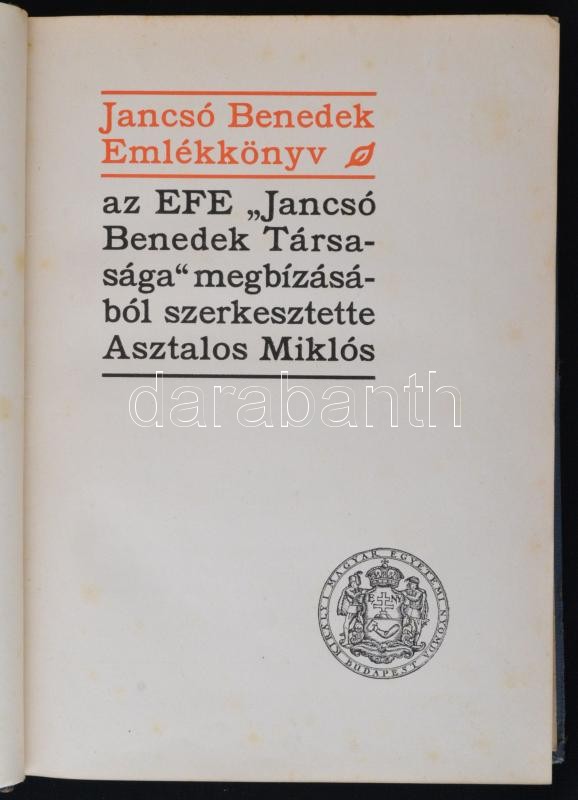 Jancsó Benedek
Emlékkönyv
az EFE „Jancsó
Benedek Társa-
sága“ megbízásá-
ból szerkesztette
Asztalos Miklós
darabanth
KIRÁLYI MAGYAR EGYETEMI NYOMDA
E NY
BUDAPEST